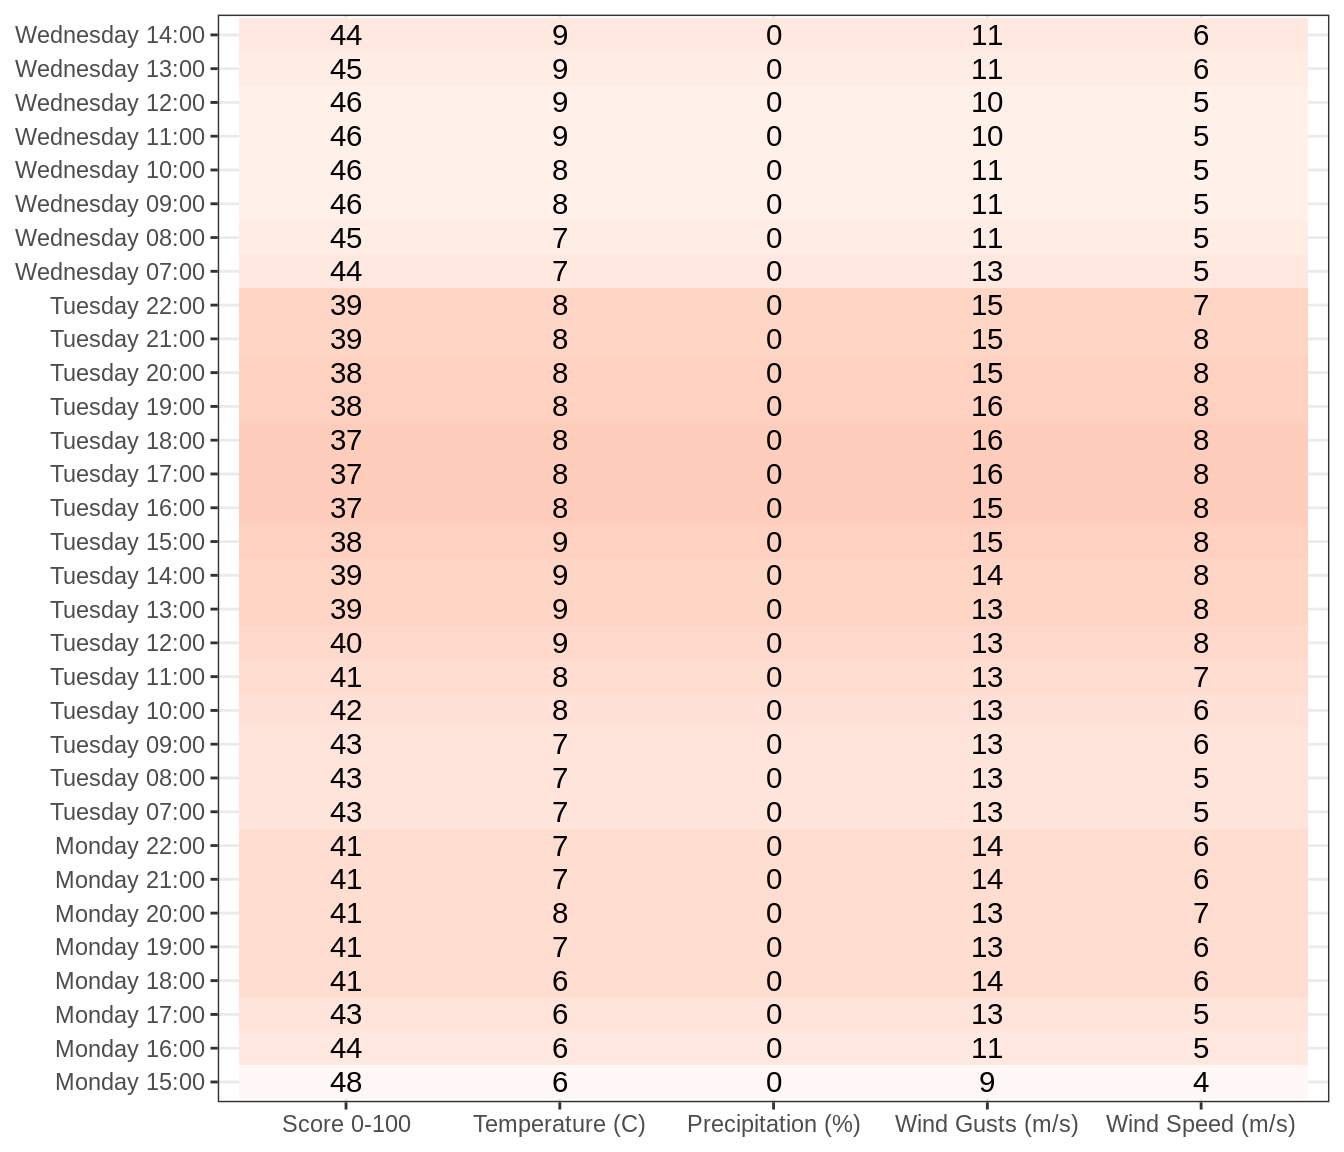 Wednesday 14:00 44 9 0 11 6
Wednesday 13:00 45 9 0 11 6
Wednesday 12:00 46 9 0 10 5
Wednesday 11:00 46 9 0 10 5
Wednesday 10:00 46 8 0 11 5
Wednesday 09:00 46 8 0 11 5
Wednesday 08:00 45 7 0 11 5
Wednesday 07:00 44 7 0 13 5
Tuesday 22:00 39 8 0 15 7
Tuesday 21:00 39 8 0 15 8
Tuesday 20:00 38 8 0 15 8
Tuesday 19:00 38 8 0 16 8
Tuesday 18:00 37 8 0 16 8
Tuesday 17:00 37 8 0 16 8
Tuesday 16:00 37 8 0 15 8
Tuesday 15:00 38 9 0 15 8
Tuesday 14:00 39 9 0 14 8
Tuesday 13:00 39 9 0 13 8
Tuesday 12:00 40 9 0 13 8
Tuesday 11:00 41 8 0 13 7
Tuesday 10:00 42 8 0 13 6
Tuesday 09:00 43 7 0 13 6
Tuesday 08:00 43 7 0 13 5
Tuesday 07:00 43 7 0 13 5
Monday 22:00 41 7 0 14 6
Monday 21:00 41 7 0 14 6
Monday 20:00 41 8 0 13 7
Monday 19:00 41 7 0 13 6
Monday 18:00 41 6 0 14 6
Monday 17:00 43 6 0 13 5
Monday 16:00 44 6 0 11 5
Monday 15:00 48 6 0 9 4
Score 0-100 Temperature (C) Precipitation (%) Wind Gusts (m/s) Wind Speed (m/s)